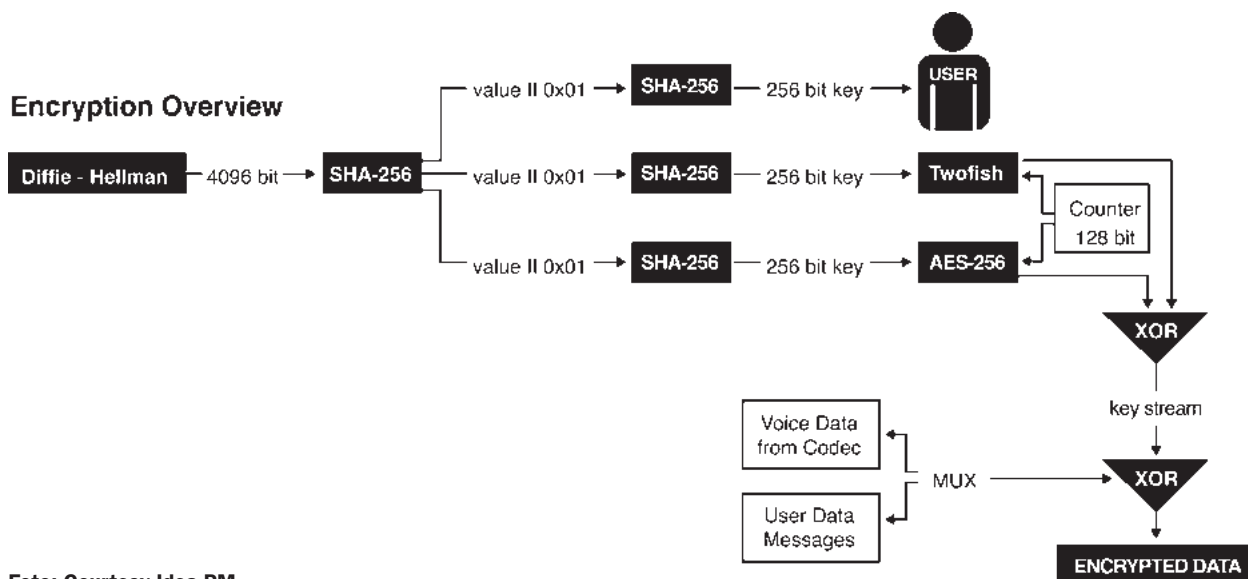 Encryption Overview
value II 0x01
SHA-256
256 bit key
USER
Diffie - Hellman
4096 bit
SHA-256
value II 0x01
SHA-256
256 bit key
Twofish
Counter
128 bit
value II 0x01
SHA-256
256 bit key
AES-256
XOR
key stream
Voice Data
from Codec
MUX
XOR
User Data
Messages
ENCRYPTED DATA